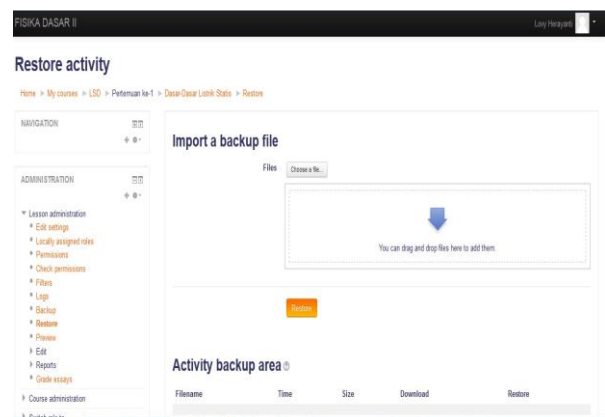 FISIKA DASAR II
Lovy Herayanti
Restore activity
Home ► My courses ► LSD ► Pertemuan ke-1 ► Dasar-Dasar Listrik Statis ► Restore
NAVIGATION
ADMINISTRATION
Lesson administration
Edit settings
Locally assigned roles
Permissions
Check permissions
Filters
Logs
Backup
Restore
Preview
Edit
Reports
Grade essays
Course administration
Switch role to
Import a backup file
Files Choose a file...
You can drag and drop files here to add them.
Restore
Activity backup area
Filename Time Size Download Restore